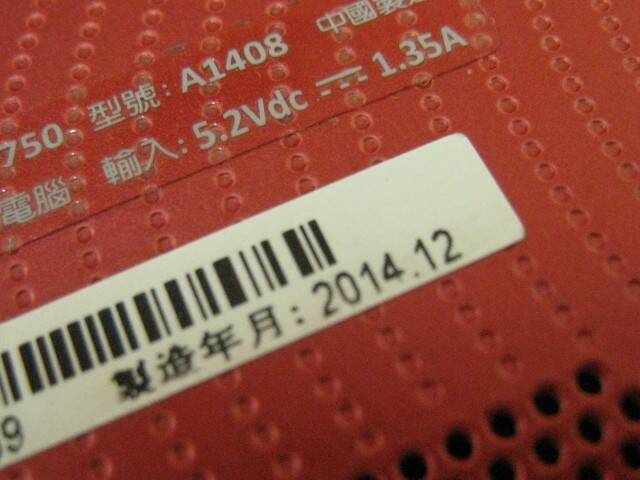 750 型號: A1408 中國製造
電腦 輸入: 5.2Vdc ⎓ 1.35A
製造年月: 2014.12
9